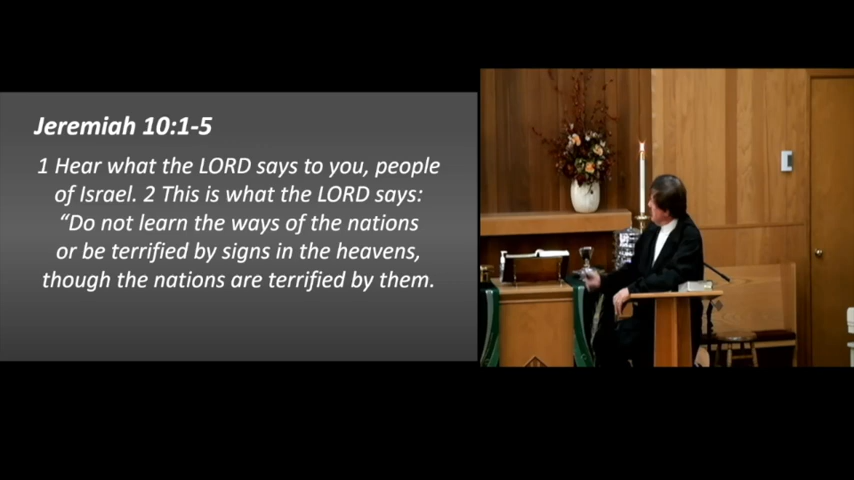 Jeremiah 10:1-5
1 Hear what the LORD says to you, people
of Israel. 2 This is what the LORD says:
“Do not learn the ways of the nations
or be terrified by signs in the heavens,
though the nations are terrified by them.